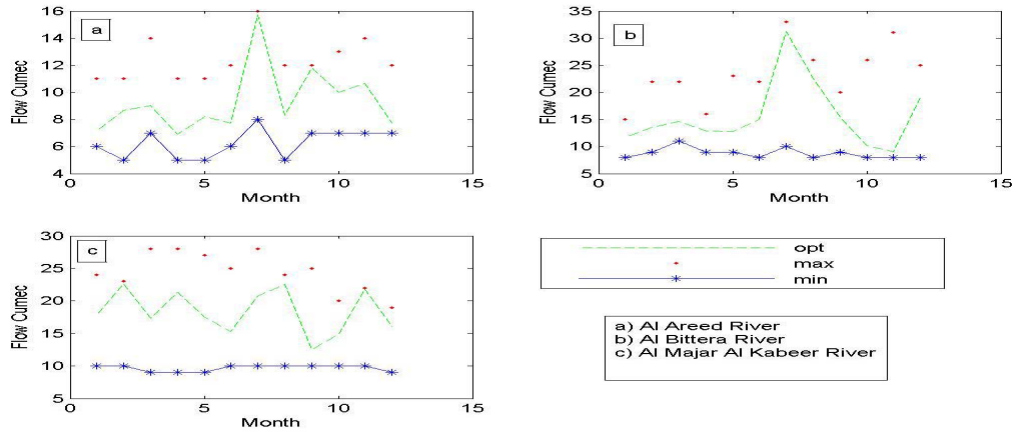 16
14
12
10
8
6
4
Flow Cumec
a
0
5
10
15
Month
35
30
25
20
15
10
5
Flow Cumec
b
0
5
10
15
Month
30
25
20
15
10
5
Flow Cumec
c
0
5
10
15
Month
opt
max
min
a) Al Areed River
b) Al Bittera River
c) Al Majar Al Kabeer River